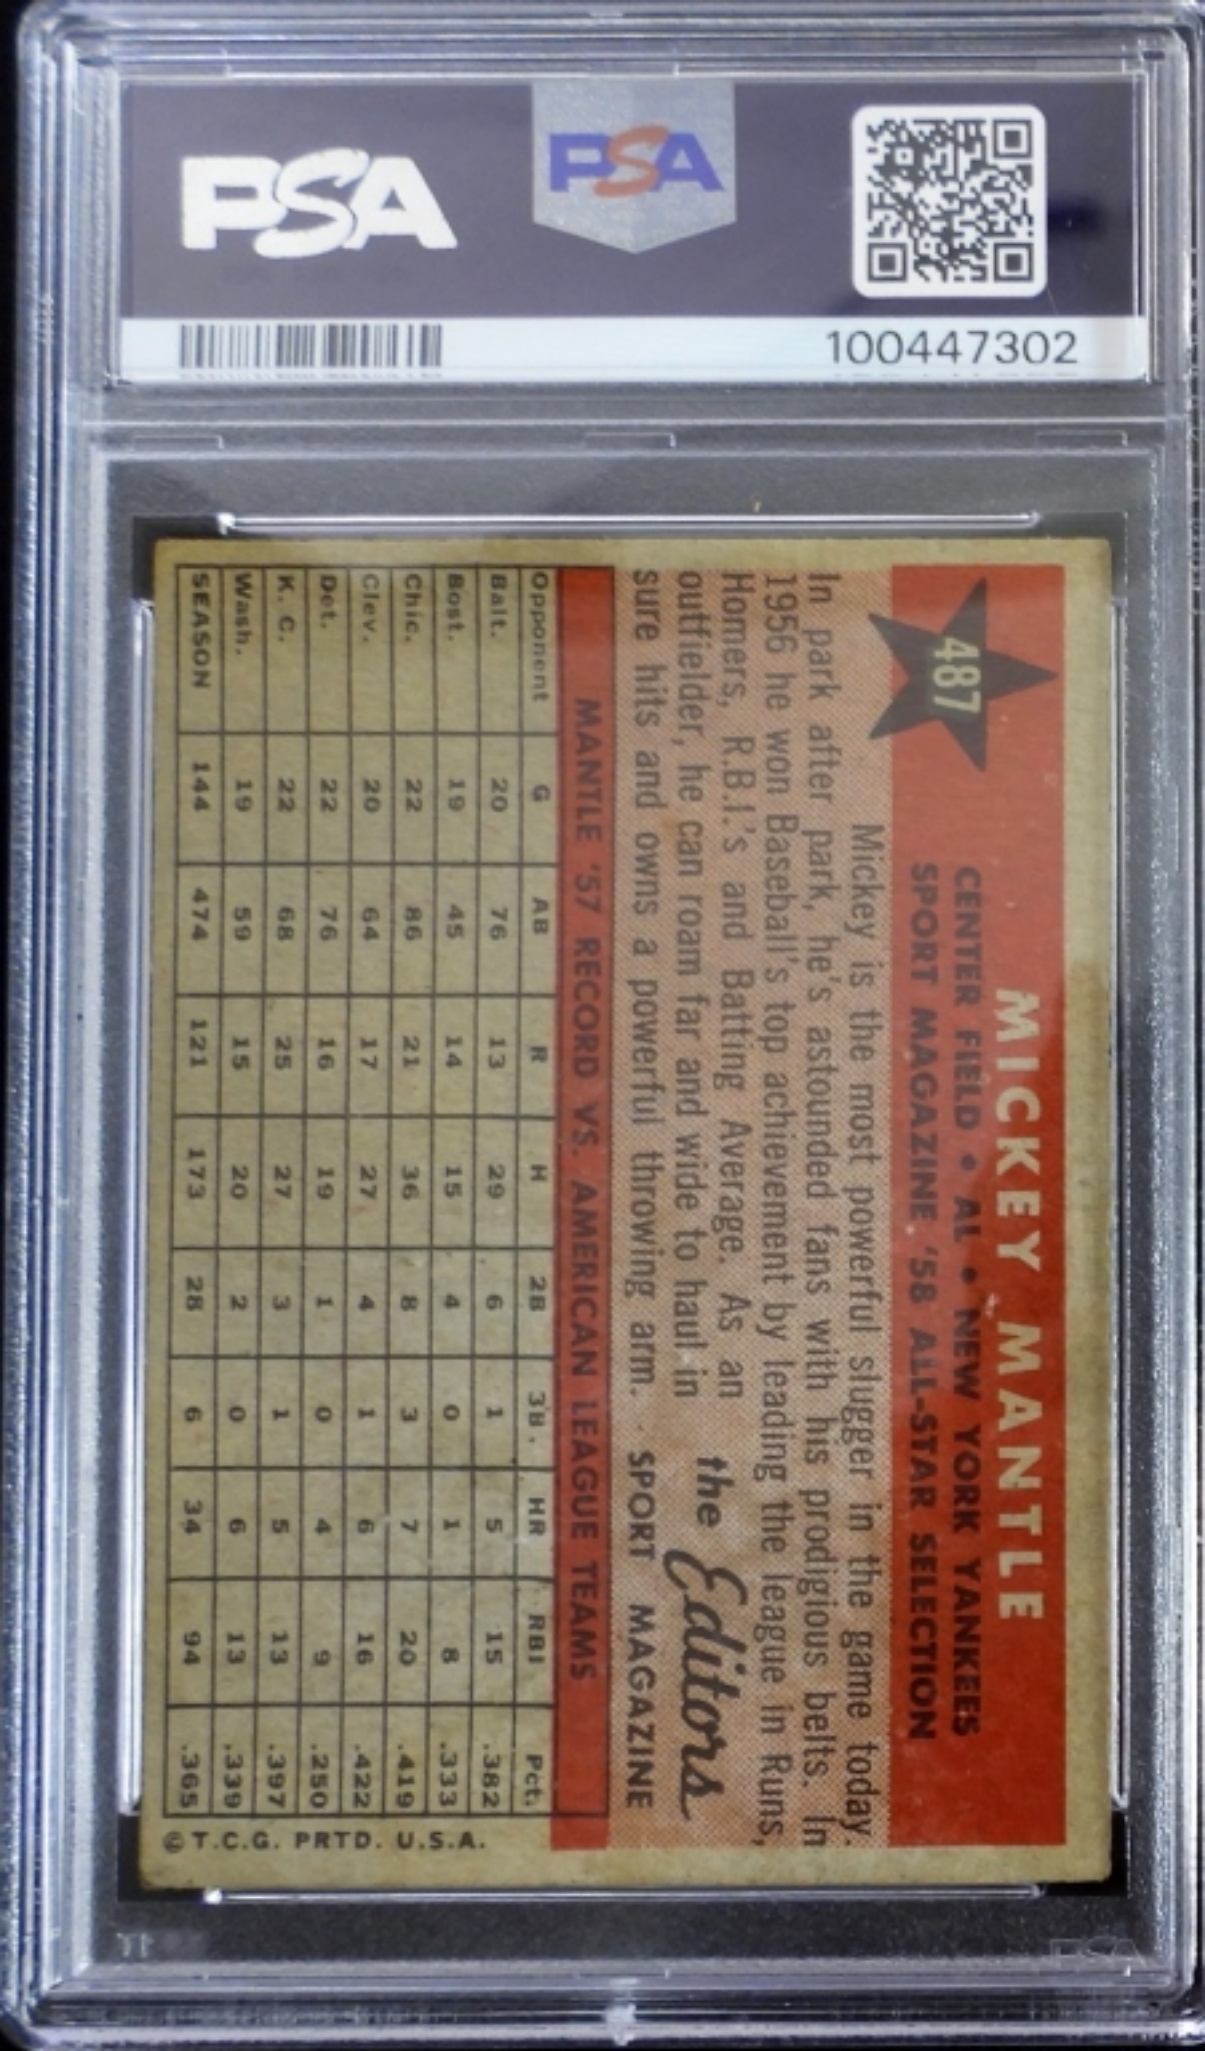 PSA
PSA
100447302
487
MICKEY MANTLE
CENTER FIELD • AL • NEW YORK YANKEES
SPORT MAGAZINE '58 ALL-STAR SELECTION
Mickey is the most powerful slugger in the game today.
In park after park, he's astounded fans with his prodigious belts. In
1956 he won Baseball's top achievement by leading the league in Runs,
Homers, R.B.I.'s and Batting Average. As an
outfielder, he can roam far and wide to haul in
sure hits and owns a powerful throwing arm.
the Editors
SPORT MAGAZINE
MANTLE '57 RECORD VS. AMERICAN LEAGUE TEAMS
Opponent G AB R H 2B 3B. HR RBI Pct.
Balt. 20 76 13 29 6 1 5 15 .382
Bost. 19 45 14 15 4 0 1 8 .333
Chic. 22 86 21 36 8 3 7 20 .419
Clev. 20 64 17 27 4 1 6 16 .422
Det. 22 76 16 19 1 0 4 9 .250
K. C. 22 68 25 27 3 1 5 13 .397
Wash. 19 59 15 20 2 0 6 13 .339
SEASON 144 474 121 173 28 6 34 94 .365
© T.C.G. PRTD. U.S.A.
PSA